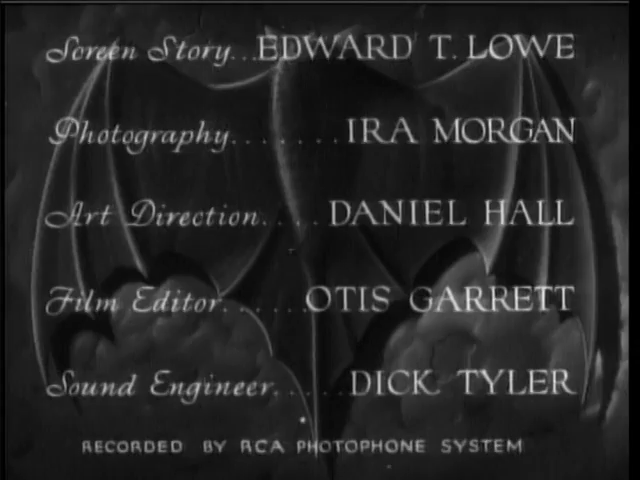 Screen Story...EDWARD T. LOWE
Photography........IRA MORGAN
Art Direction.....DANIEL HALL
Film Editor.......OTIS GARRETT
Sound Engineer.....DICK TYLER
RECORDED BY RCA PHOTOPHONE SYSTEM